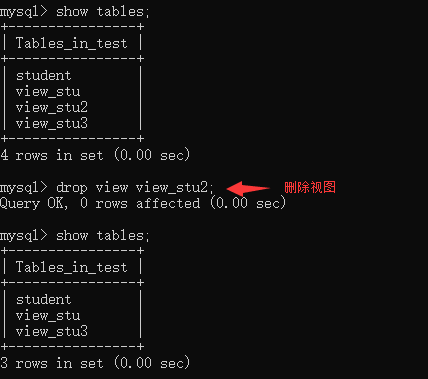 mysql> show tables;
+----------------+
| Tables_in_test |
+----------------+
| student        |
| view_stu       |
| view_stu2      |
| view_stu3      |
+----------------+
4 rows in set (0.00 sec)
mysql> drop view view_stu2; 删除视图
Query OK, 0 rows affected (0.00 sec)
mysql> show tables;
+----------------+
| Tables_in_test |
+----------------+
| student        |
| view_stu       |
| view_stu3      |
+----------------+
3 rows in set (0.00 sec)